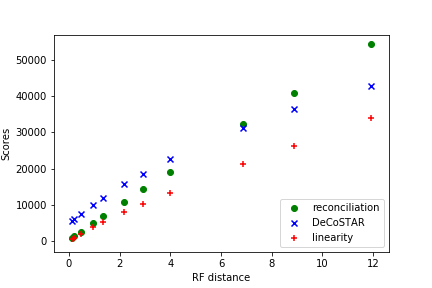 50000
40000
30000
20000
10000
0
Scores
reconciliation
DeCoSTAR
linearity
0 2 4 6 8 10 12
RF distance